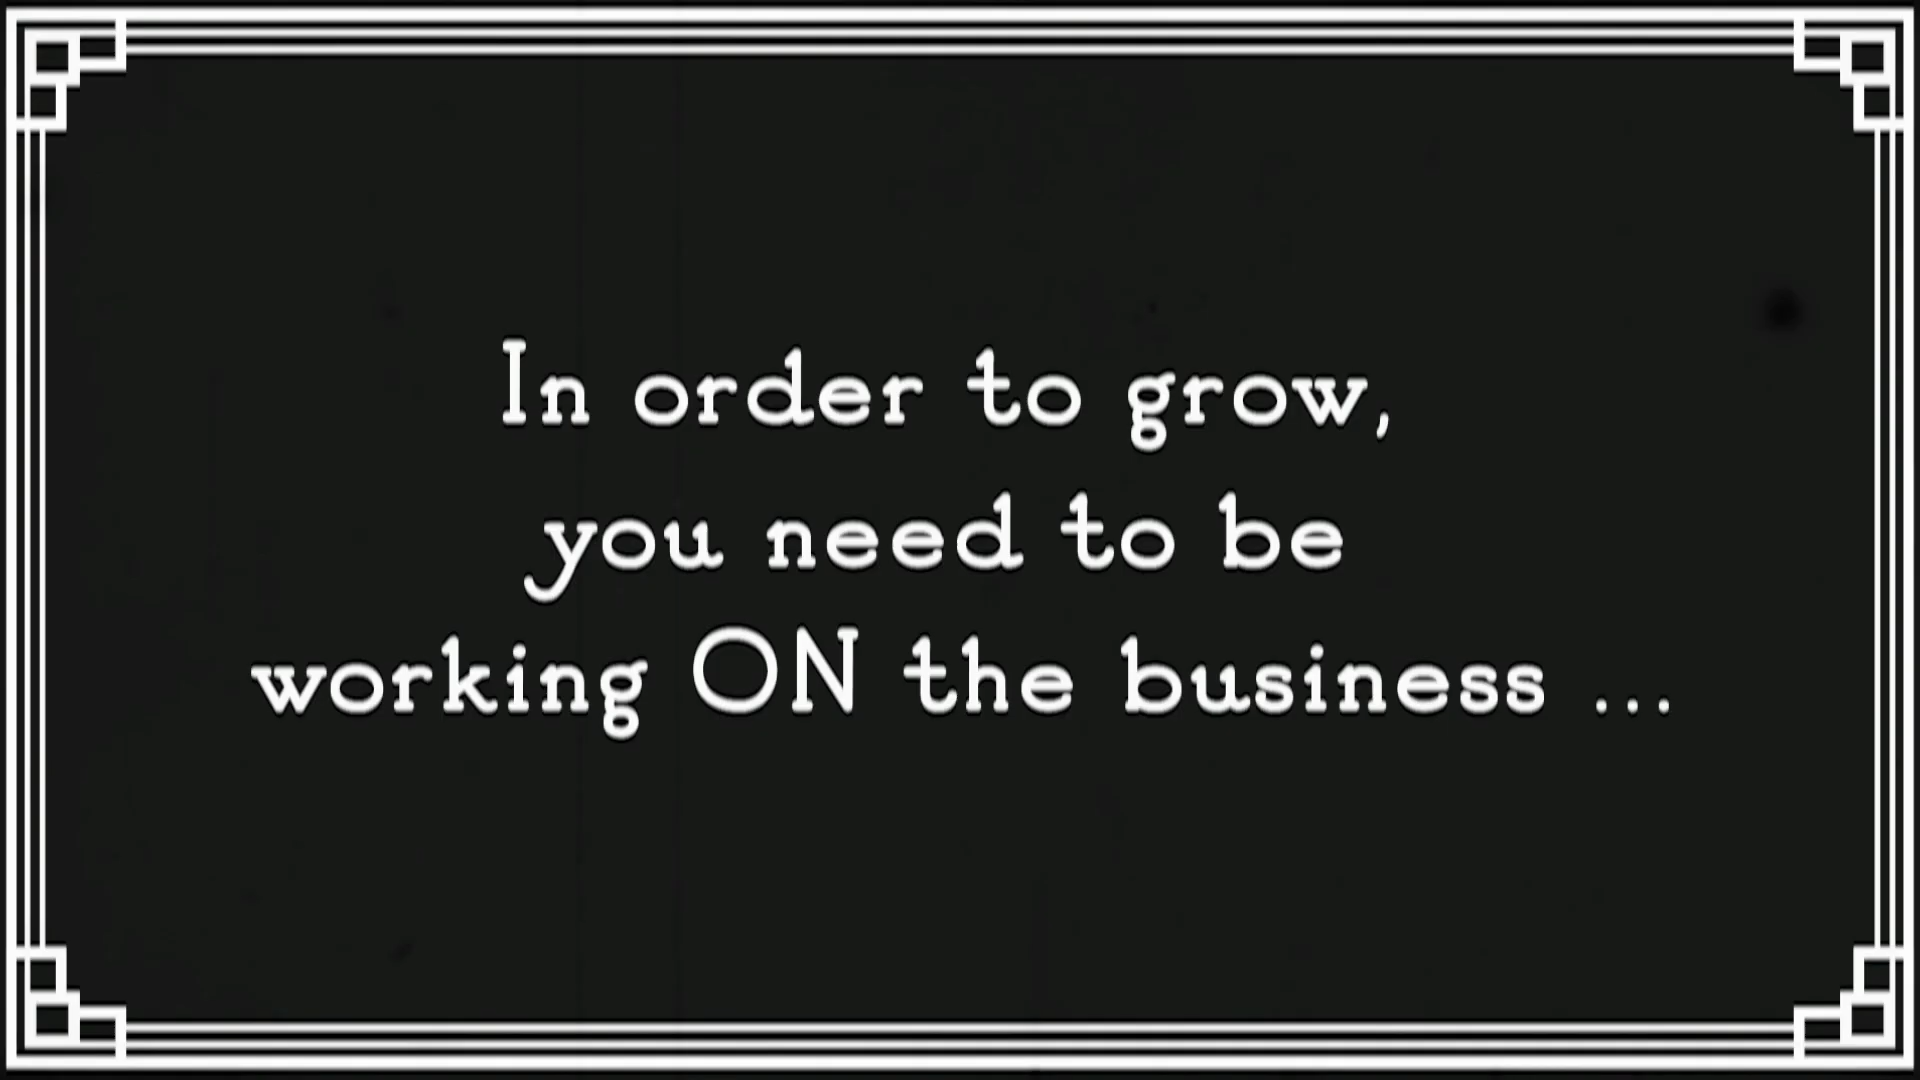 In order to grow,
you need to be
working ON the business ...